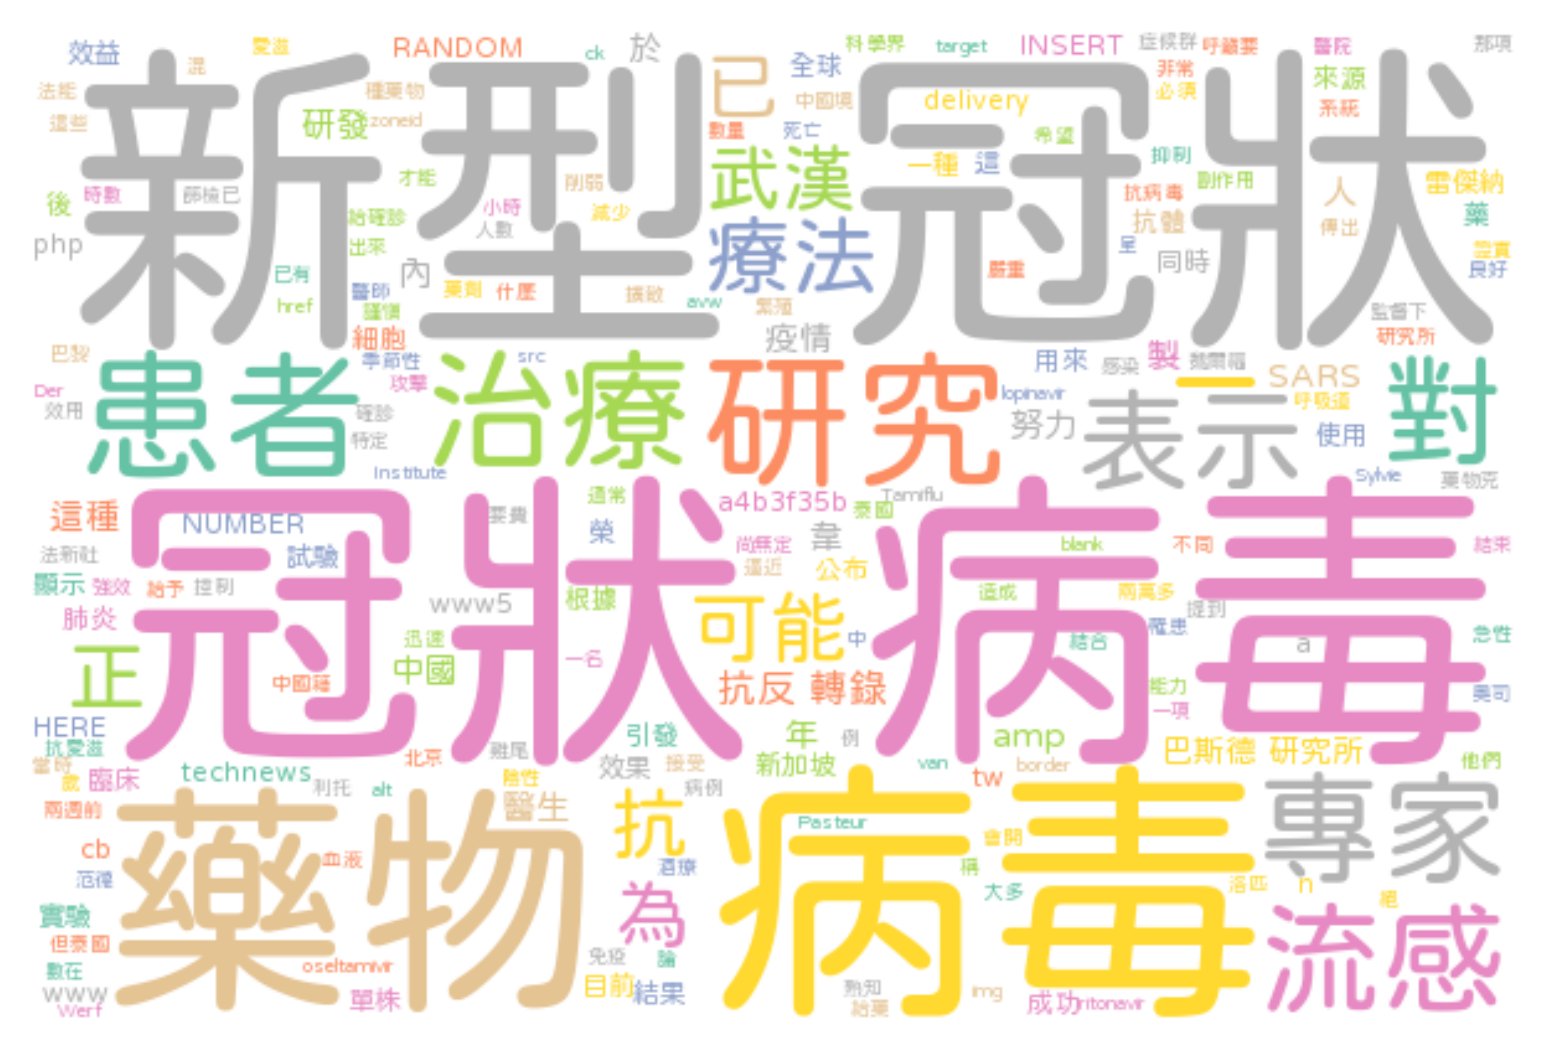 效益
愛滋
混
RANDOM
ck
於
科學界
target
INSERT
症候群
呼籲要
醫院
那項
法能
這些
新型
種藥物
研發
zoneid
已
全球
中國境
delivery
冠狀
非常
必須
來源
系統
數量
死亡
希望
才能
武漢
一種
這
抑制
副作用
抗病毒
雷傑納
人
藥
傳出
後
時數
篩檢已
削弱
小時
減少
人數
給確診
出來
php
已有
href
內
醫師
謹慎
藥劑
什麼
擴散
avw
療法
嚴重
抗體
同時
良好
繁殖
疫情
監督下
研究所
細胞
巴黎
季節性
攻擊
src
Der
效用
患者
確診
特定
治療
研究
用來
感染
製
lopinavir
努力
一
SARS
呼吸道
表示
使用
對
Institute
Sylvie
藥物克
這種
NUMBER
冠狀
要費
通常
榮
a4b3f35b
Tamiflu
泰國
尚無定
逼近
韋
公布
病毒
blank
不同
結束
法新社
試驗
顯示
強效
給予
控制
www5
根據
肺炎
迅速
中國
一名
可能
中
造成
兩萬多
提到
罹患
結合
a
急性
正
中國籍
抗反
轉錄
能力
一項
奧司
HERE
抗愛滋
當時
歲
臨床
technews
北京
雞尾
引發
效果
接受
年
例
新加坡
amp
van
border
tw
巴斯德
研究所
他們
利托
alt
陰性
醫生
病例
兩週前
藥物
抗
病毒
Pasteur
會開
稱
專家
cb
范德
血液
酒療
大多
洛匹
n
絕
實驗
但泰國
數在
www
Werf
oseltamivir
單株
為
免疫
論
目前
結果
熟知
給藥
img
成功
ritonavir
流感